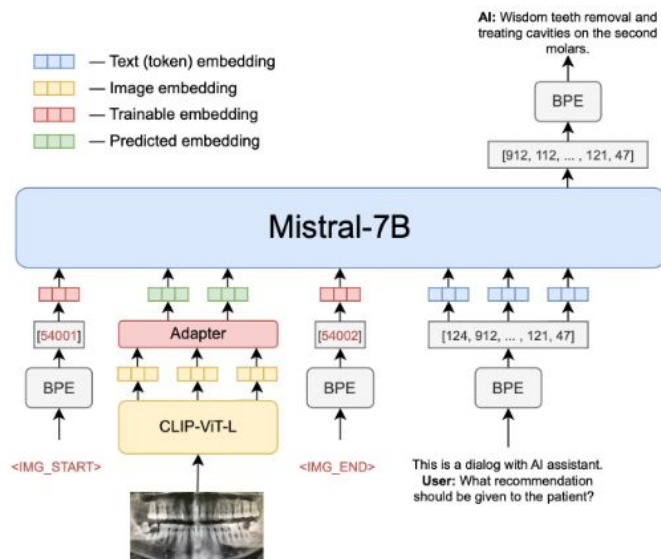 AI: Wisdom teeth removal and
treating cavities on the second
molars.
— Text (token) embedding
— Image embedding
— Trainable embedding
— Predicted embedding
BPE
[912, 112, ... , 121, 47]
Mistral-7B
[54001]
Adapter
[54002]
[124, 912, ... , 121, 47]
BPE
BPE
BPE
CLIP-ViT-L
<IMG_START>
<IMG_END>
This is a dialog with AI assistant.
User: What recommendation
should be given to the patient?